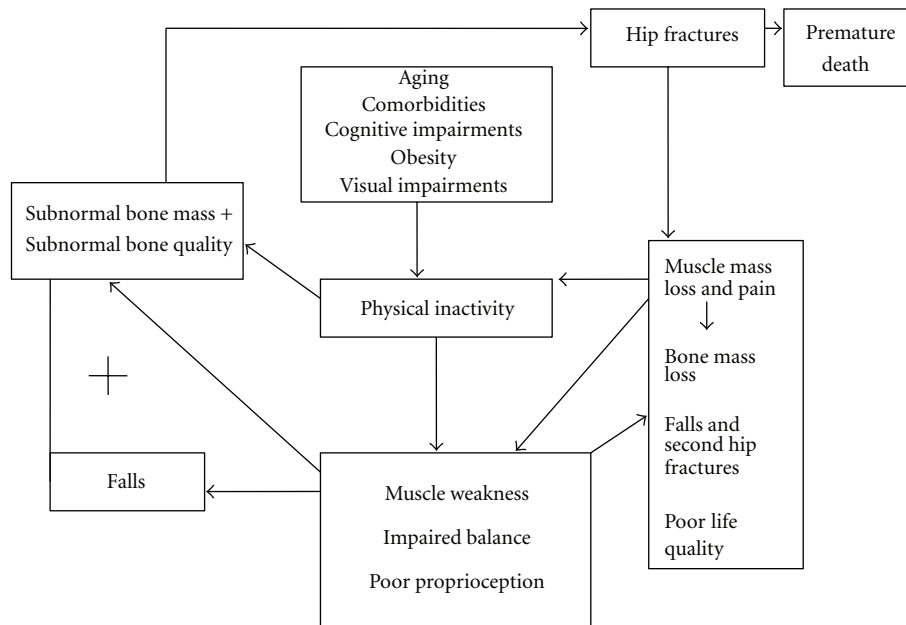 Hip fractures
Premature
death
Aging
Comorbidities
Cognitive impairments
Obesity
Visual impairments
Subnormal bone mass +
Subnormal bone quality
Physical inactivity
Muscle mass
loss and pain
Bone mass
loss
Falls and
second hip
fractures
Poor life
quality
+
Falls
Muscle weakness
Impaired balance
Poor proprioception